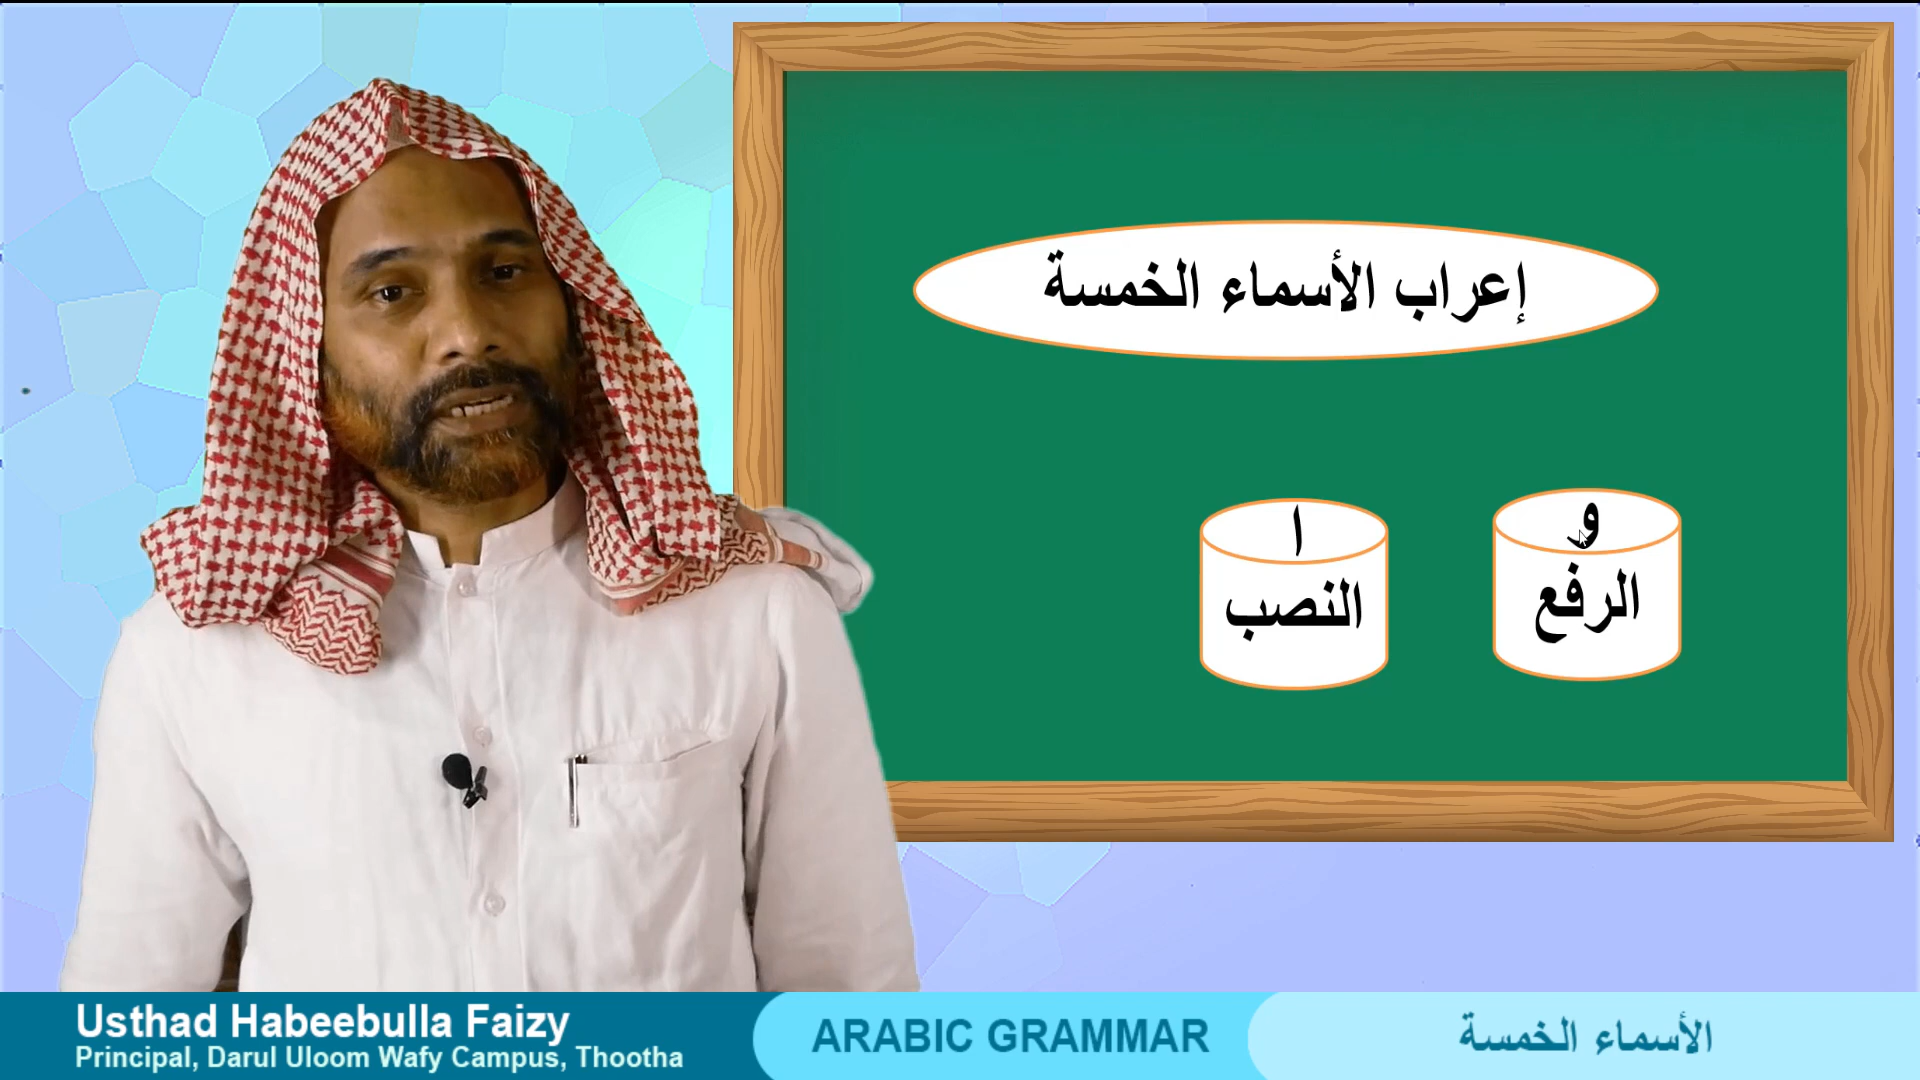 إعراب الأسماء الخمسة
و
الرفع
ا
النصب
Usthad Habeebulla Faizy
Principal, Darul Uloom Wafy Campus, Thootha
ARABIC GRAMMAR
الأسماء الخمسة